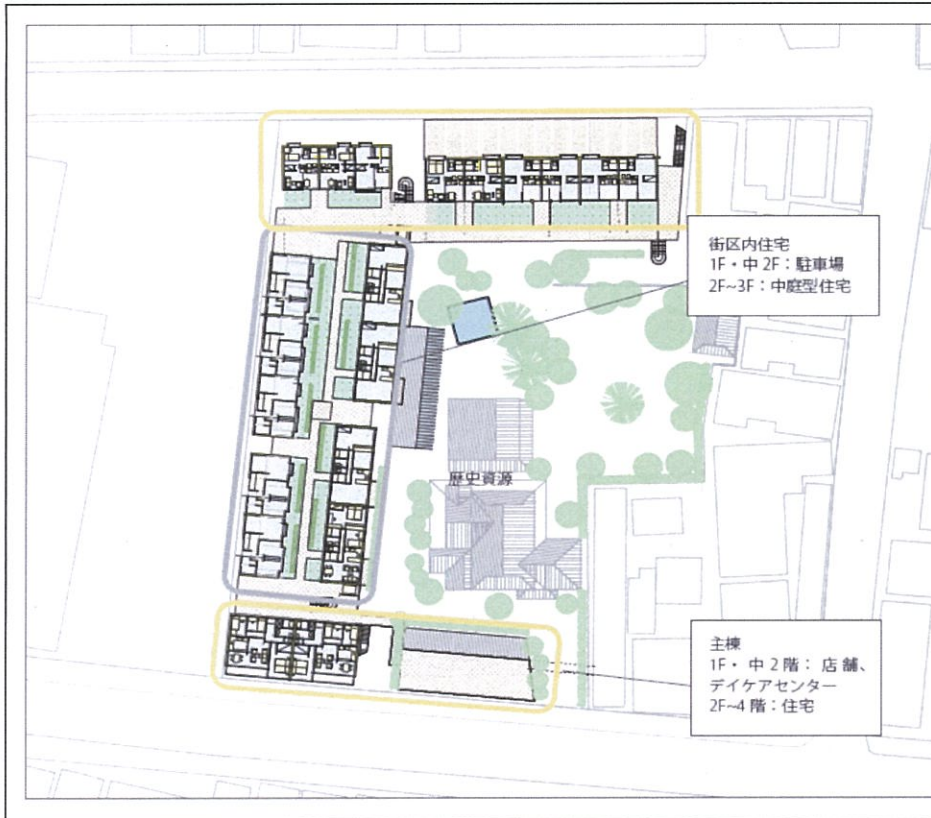 街区内住宅
1F・中 2F：駐車場
2F~3F：中庭型住宅
歴史資源
主棟
1F・ 中 2 階： 店 舗、
デイケアセンター
2F~4 階：住宅